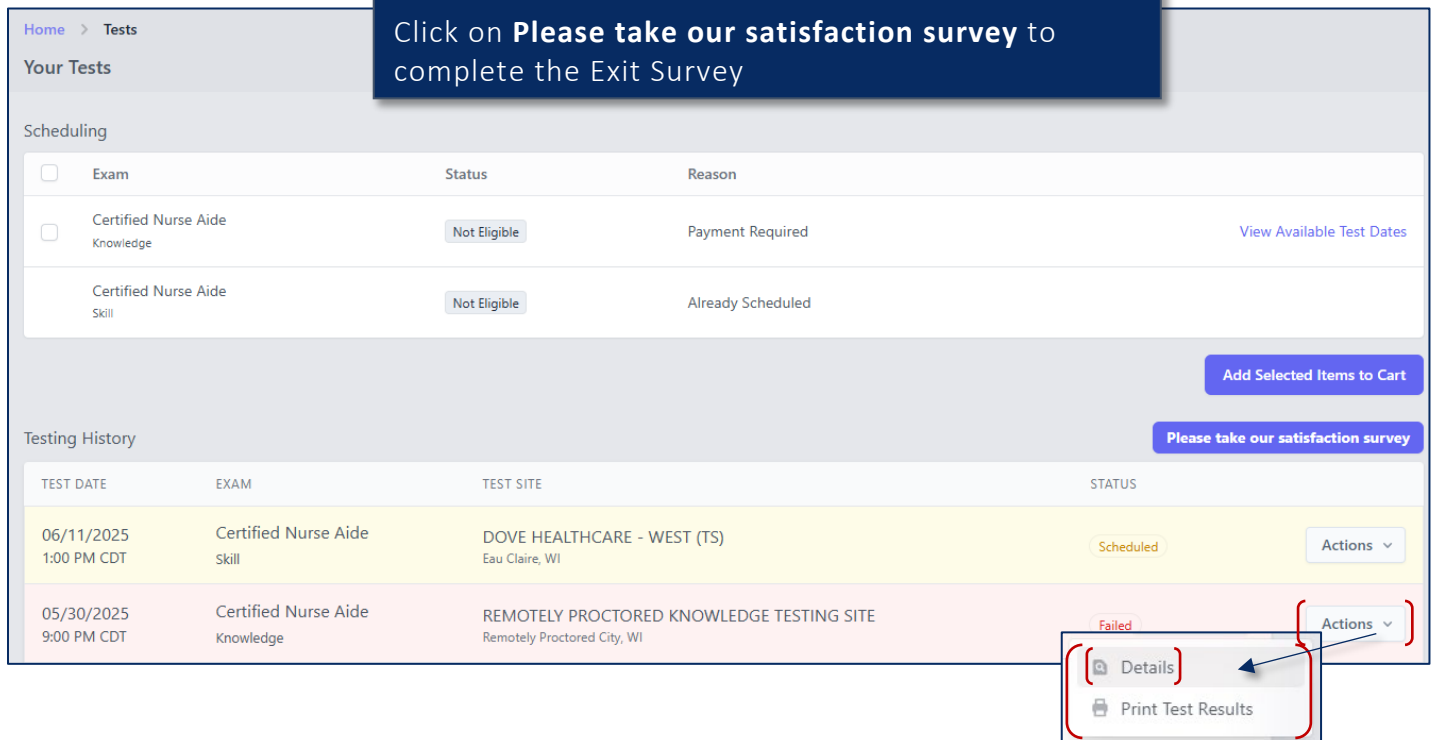 Click on Please take our satisfaction survey to
complete the Exit Survey
Home > Tests
Your Tests
Scheduling
Exam Status Reason
Certified Nurse Aide
Knowledge
Not Eligible Payment Required View Available Test Dates
Certified Nurse Aide
Skill
Not Eligible Already Scheduled
Add Selected Items to Cart
Testing History
Please take our satisfaction survey
TEST DATE EXAM TEST SITE STATUS
06/11/2025 Certified Nurse Aide DOVE HEALTHCARE - WEST (TS)
1:00 PM CDT Skill Eau Claire, WI
Scheduled Actions
05/30/2025 Certified Nurse Aide REMOTELY PROCTORED KNOWLEDGE TESTING SITE
9:00 PM CDT Knowledge Remotely Proctored City, WI
Failed Actions
Details
Print Test Results